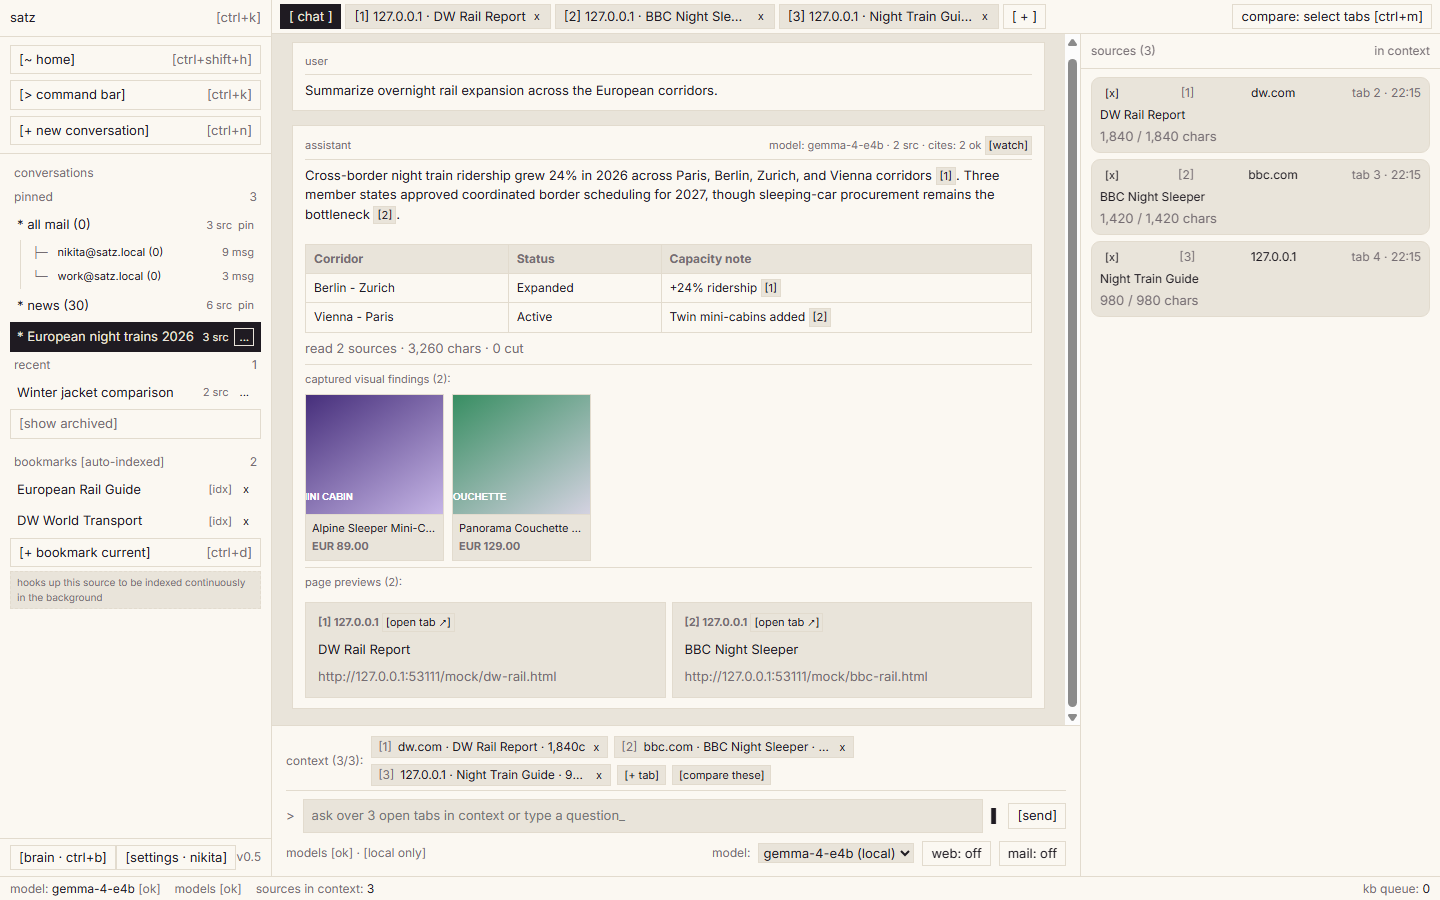 satz [ctrl+k]
[~ home] [ctrl+shift+h]
[> command bar] [ctrl+k]
[+ new conversation] [ctrl+n]
conversations
pinned 3
* all mail (0) 3 src pin
├─ nikita@satz.local (0) 9 msg
└─ work@satz.local (0) 3 msg
* news (30) 6 src pin
* European night trains 2026 3 src ...
recent 1
Winter jacket comparison 2 src ...
[show archived]
bookmarks [auto-indexed] 2
European Rail Guide [idx] x
DW World Transport [idx] x
[+ bookmark current] [ctrl+d]
hooks up this source to be indexed continuously
in the background
[brain · ctrl+b] [settings · nikita] v0.5
[ chat ] [1] 127.0.0.1 · DW Rail Report x [2] 127.0.0.1 · BBC Night Sle... x [3] 127.0.0.1 · Night Train Gui... x [ + ] compare: select tabs [ctrl+m]
user
Summarize overnight rail expansion across the European corridors.
assistant model: gemma-4-e4b · 2 src · cites: 2 ok [watch]
Cross-border night train ridership grew 24% in 2026 across Paris, Berlin, Zurich, and Vienna corridors [1]. Three
member states approved coordinated border scheduling for 2027, though sleeping-car procurement remains the
bottleneck [2].
Corridor Status Capacity note
Berlin - Zurich Expanded +24% ridership [1]
Vienna - Paris Active Twin mini-cabins added [2]
read 2 sources · 3,260 chars · 0 cut
captured visual findings (2):
INI CABIN OUCHETTE
Alpine Sleeper Mini-C... Panorama Couchette ...
EUR 89.00 EUR 129.00
page previews (2):
[1] 127.0.0.1 [open tab ↗] [2] 127.0.0.1 [open tab ↗]
DW Rail Report BBC Night Sleeper
http://127.0.0.1:53111/mock/dw-rail.html http://127.0.0.1:53111/mock/bbc-rail.html
context (3/3): [1] dw.com · DW Rail Report · 1,840c x [2] bbc.com · BBC Night Sleeper · ... x
[3] 127.0.0.1 · Night Train Guide · 9... x [+ tab] [compare these]
> ask over 3 open tabs in context or type a question_ [send]
models [ok] · [local only] model: gemma-4-e4b (local) web: off mail: off
sources (3) in context
[x] [1] dw.com tab 2 · 22:15
DW Rail Report
1,840 / 1,840 chars
[x] [2] bbc.com tab 3 · 22:15
BBC Night Sleeper
1,420 / 1,420 chars
[x] [3] 127.0.0.1 tab 4 · 22:15
Night Train Guide
980 / 980 chars
model: gemma-4-e4b [ok] models [ok] sources in context: 3 kb queue: 0